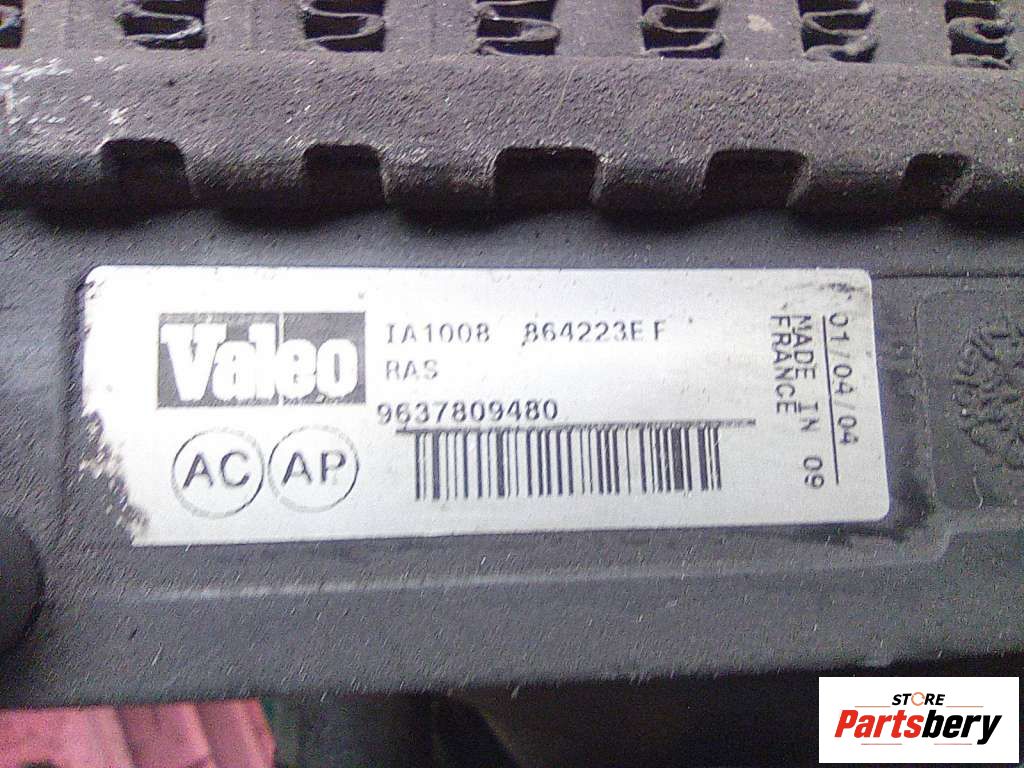 Valeo
IA1008 864223E F
RAS
9637809480
AC AP
01/04/04
MADE IN 09
FRANCE
STORE
Partsbery